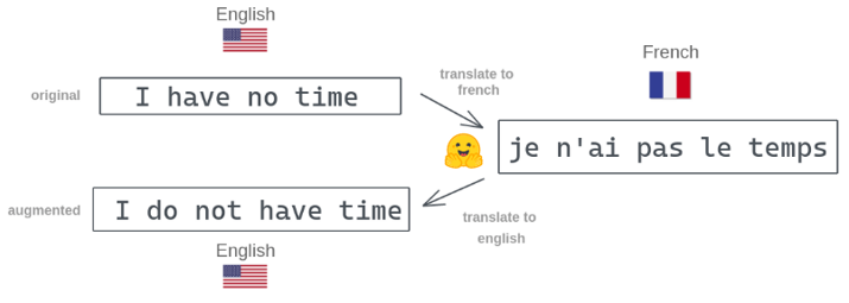 English
French
original
I have no time
translate to
french
je n'ai pas le temps
augmented
I do not have time
translate to
english
English